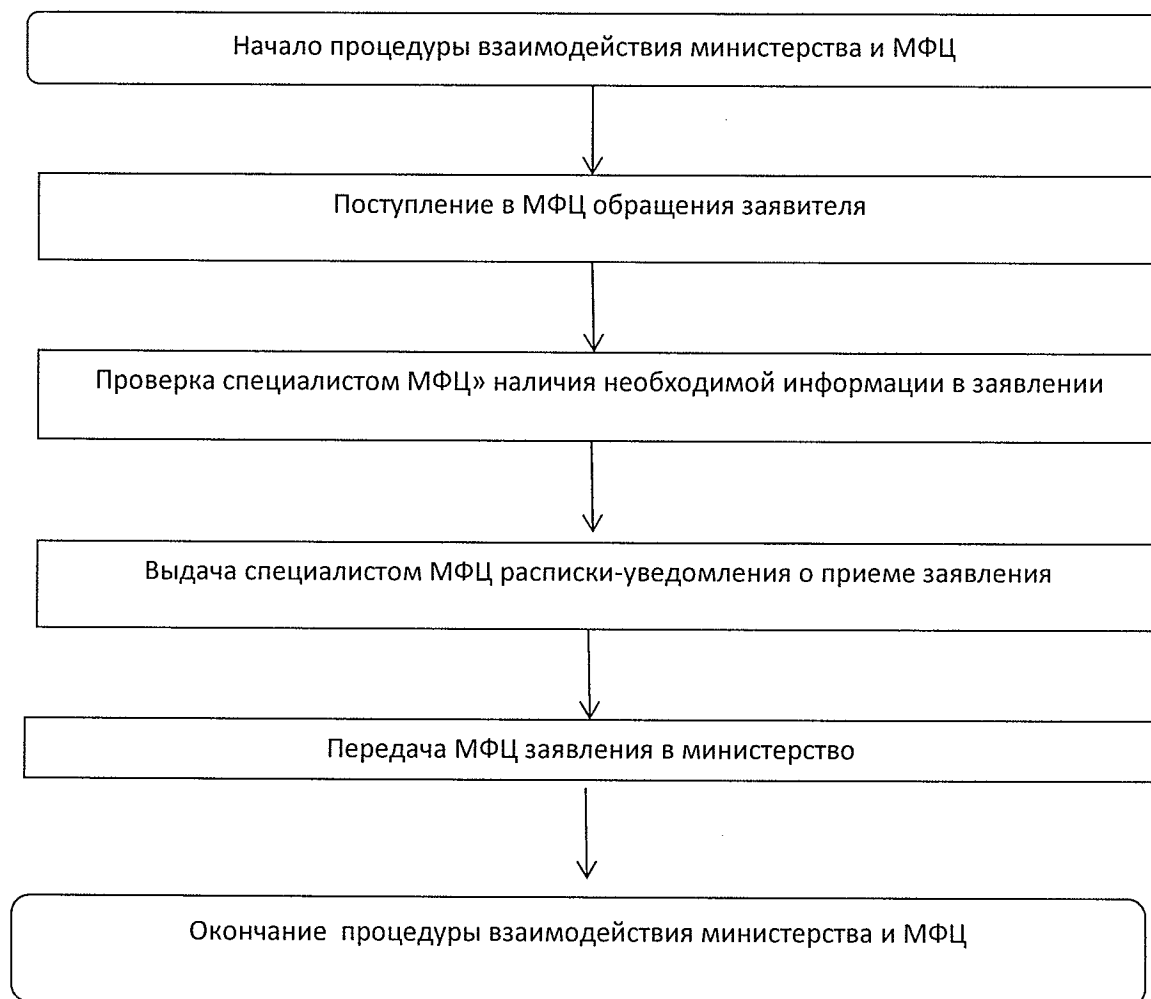 Начало процедуры взаимодействия министерства и МФЦ
Поступление в МФЦ обращения заявителя
Проверка специалистом МФЦ» наличия необходимой информации в заявлении
Выдача специалистом МФЦ расписки-уведомления о приеме заявления
Передача МФЦ заявления в министерство
Окончание процедуры взаимодействия министерства и МФЦ